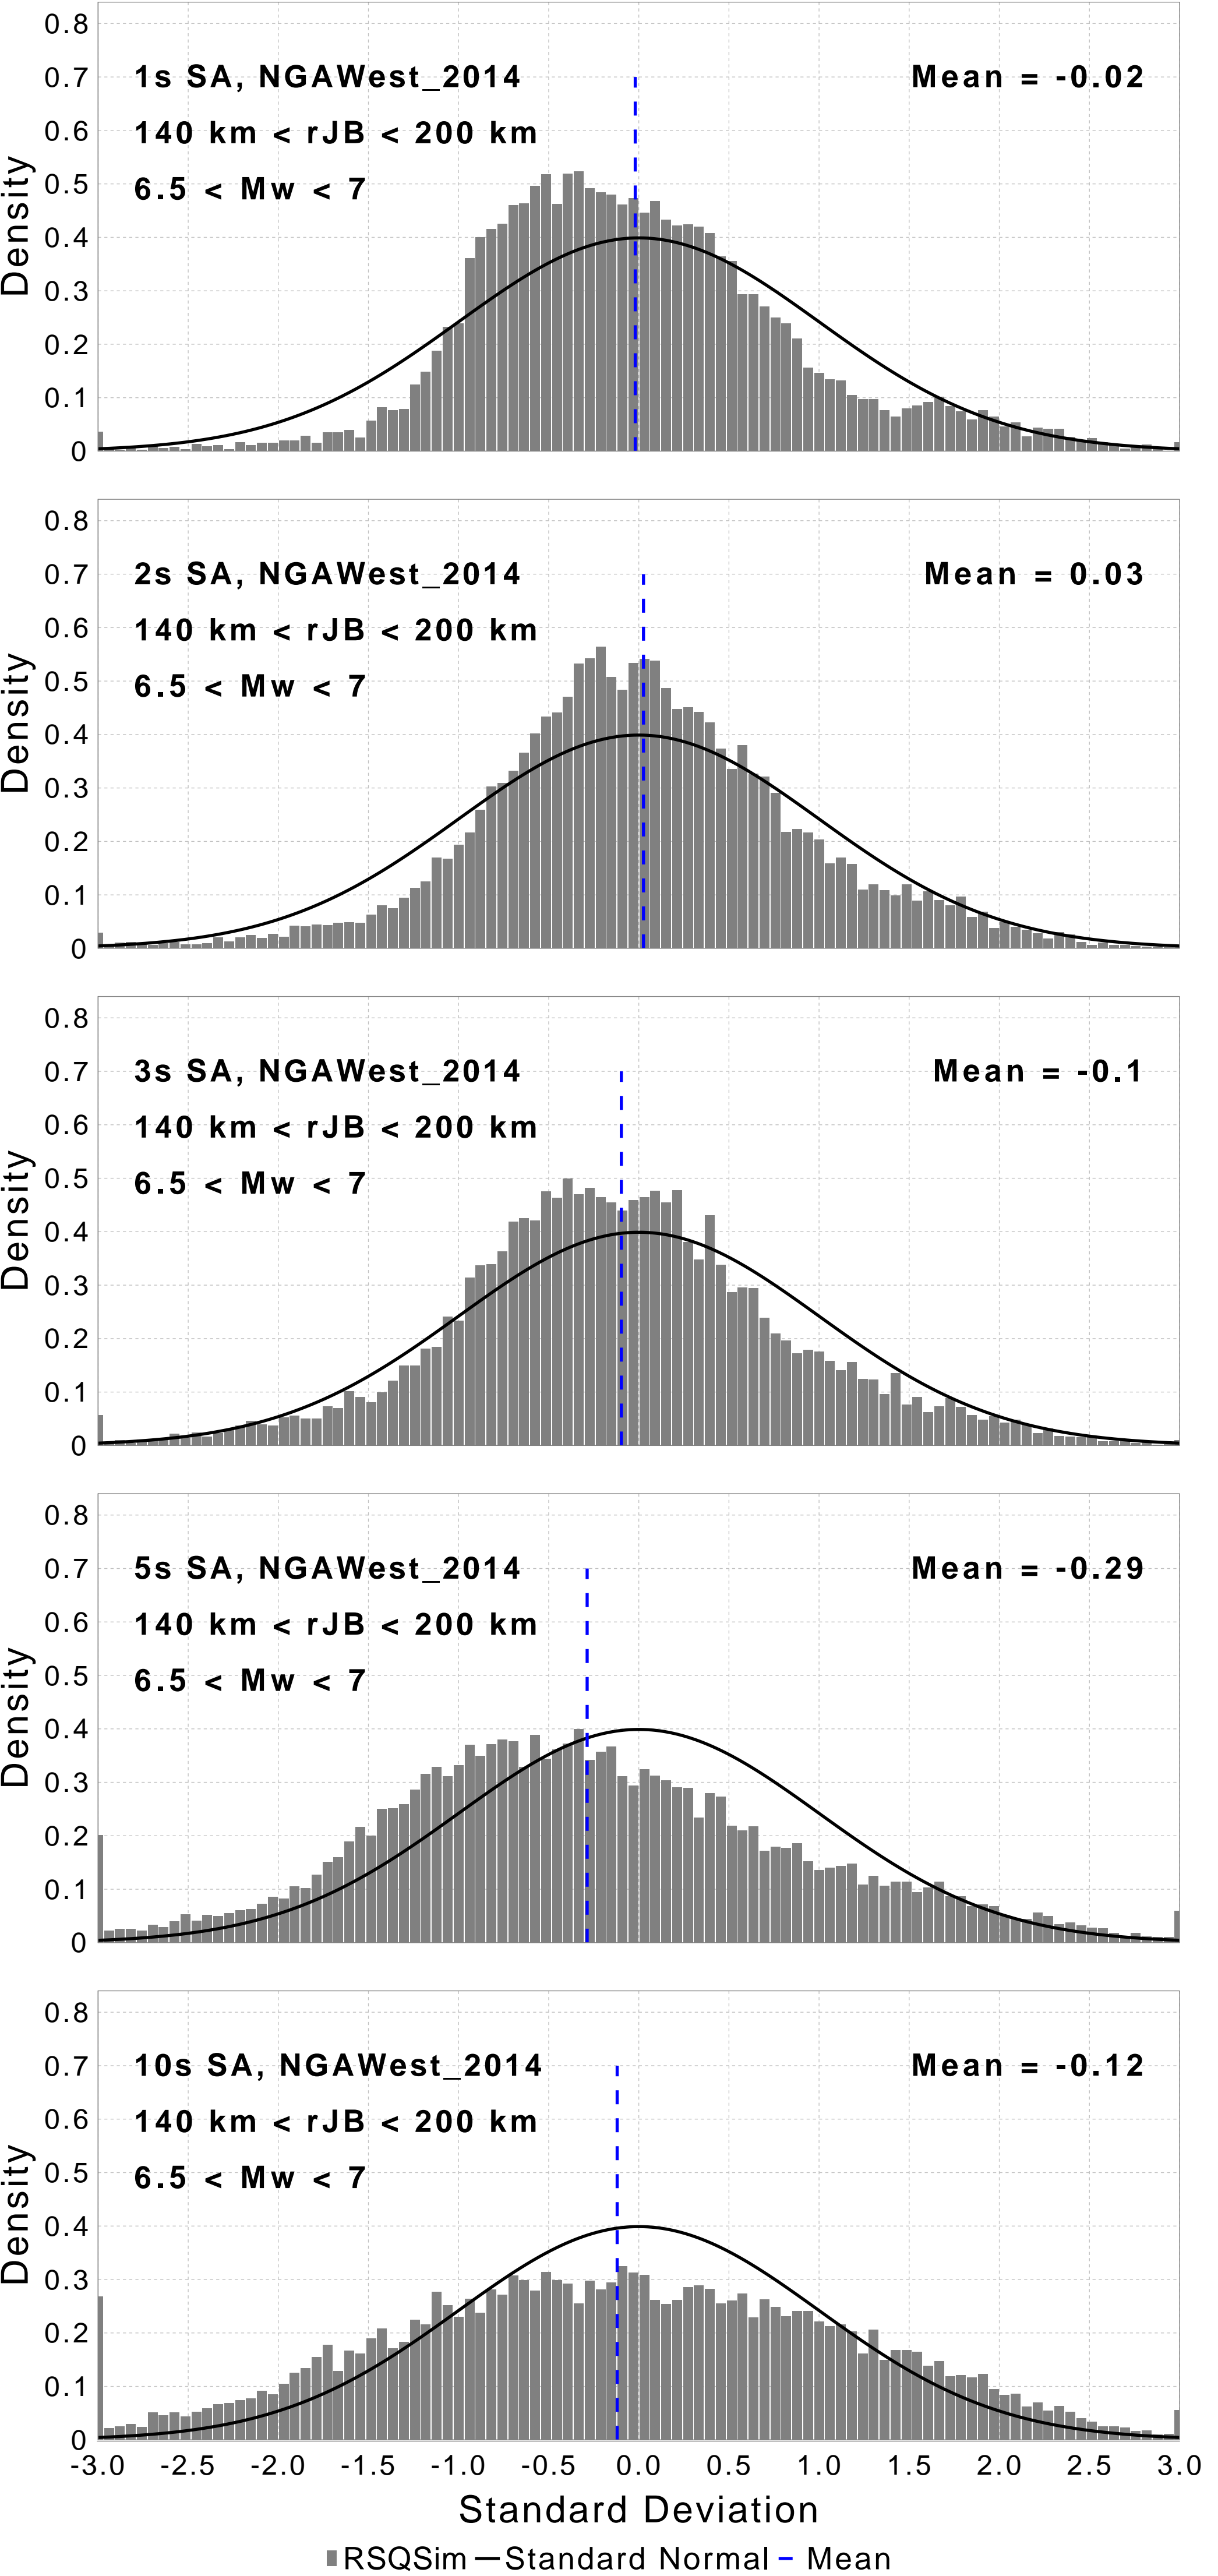 0.8
1s SA, NGAWest_2014 Mean = -0.02
0.7
140 km < rJB < 200 km
0.6
6.5 < Mw < 7
0.5
0.4
0.3
0.2
0.1
0
Density
0.8
2s SA, NGAWest_2014 Mean = 0.03
0.7
140 km < rJB < 200 km
0.6
6.5 < Mw < 7
0.5
0.4
0.3
0.2
0.1
0
Density
0.8
3s SA, NGAWest_2014 Mean = -0.1
0.7
140 km < rJB < 200 km
0.6
6.5 < Mw < 7
0.5
0.4
0.3
0.2
0.1
0
Density
0.8
5s SA, NGAWest_2014 Mean = -0.29
0.7
140 km < rJB < 200 km
0.6
6.5 < Mw < 7
0.5
0.4
0.3
0.2
0.1
0
Density
0.8
10s SA, NGAWest_2014 Mean = -0.12
0.7
140 km < rJB < 200 km
0.6
6.5 < Mw < 7
0.5
0.4
0.3
0.2
0.1
0
Density
-3.0 -2.5 -2.0 -1.5 -1.0 -0.5 0.0 0.5 1.0 1.5 2.0 2.5 3.0
Standard Deviation
RSQSim Standard Normal Mean